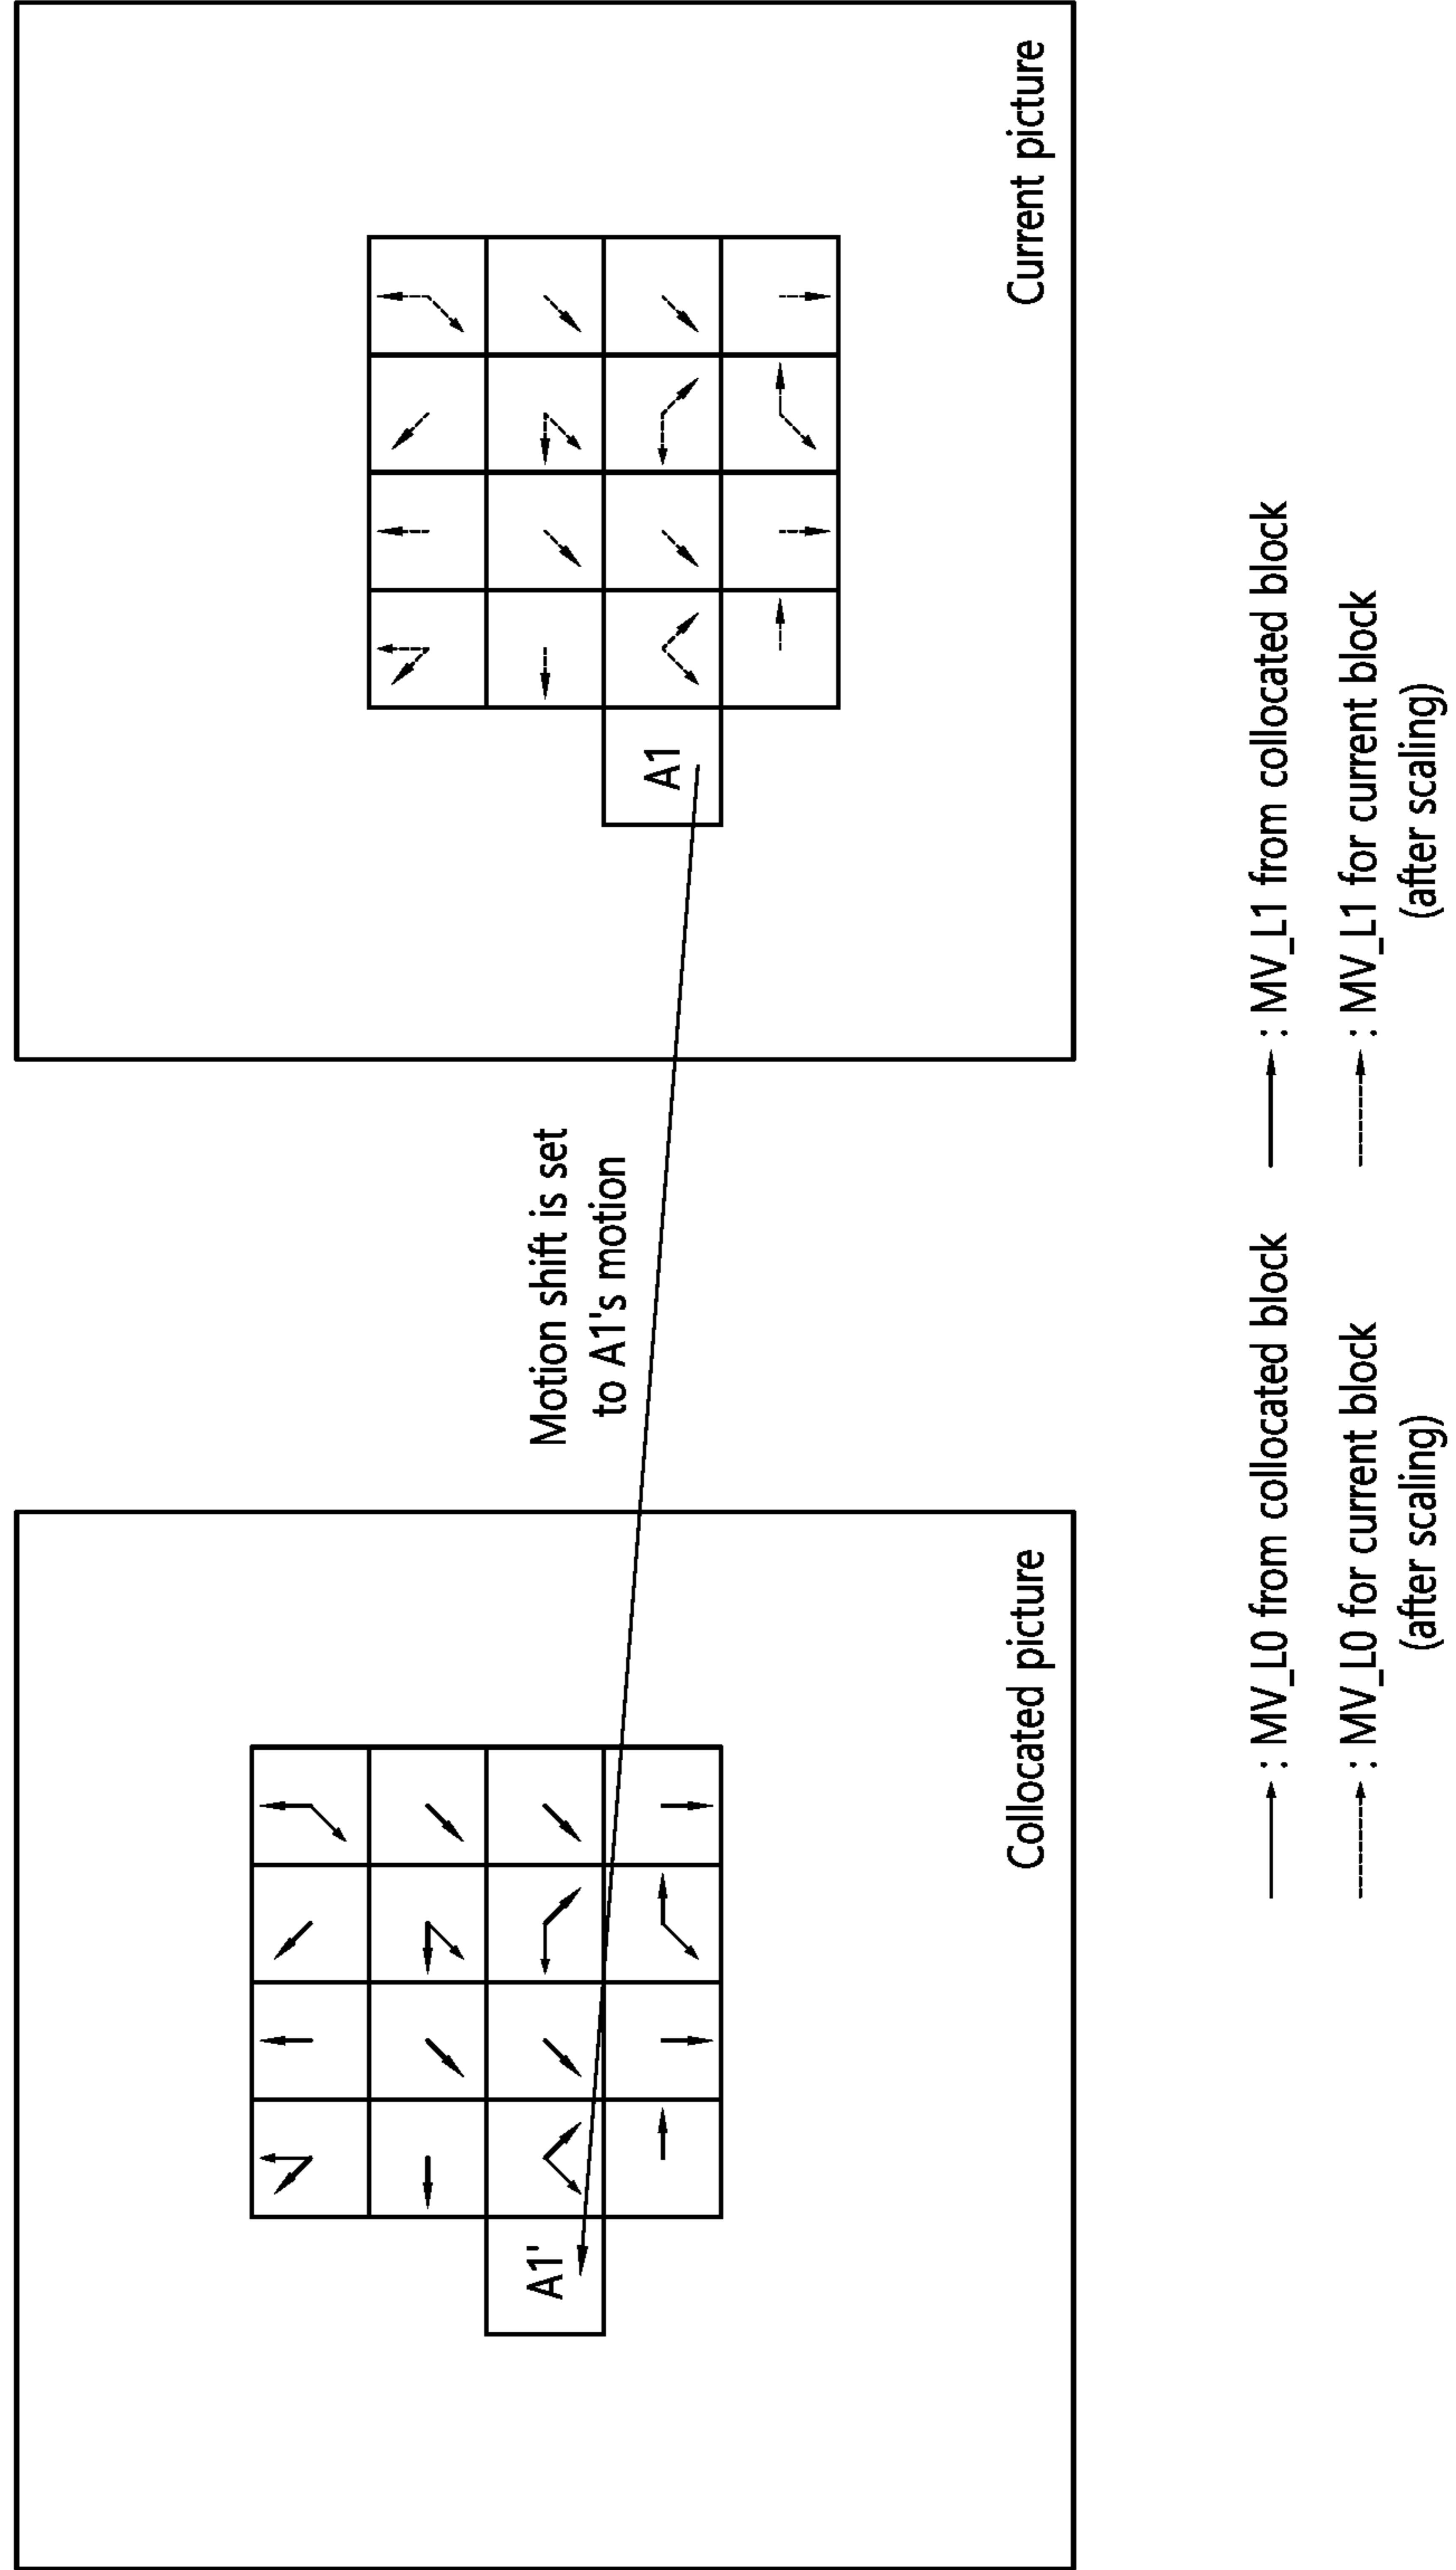 A1'
Collocated picture
Motion shift is set
to A1's motion
A1
Current picture
: MV_L0 from collocated block
: MV_L1 from collocated block
: MV_L0 for current block
(after scaling)
: MV_L1 for current block
(after scaling)